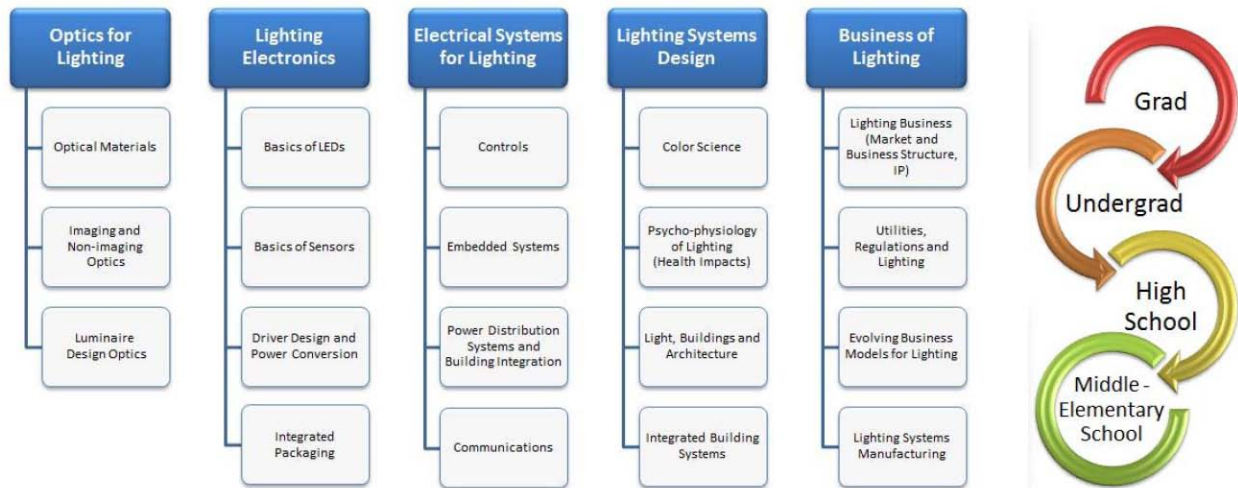 Optics for
Lighting
Optical Materials
Imaging and
Non-imaging
Optics
Luminaire
Design Optics
Lighting
Electronics
Basics of LEDs
Basics of Sensors
Driver Design and
Power Conversion
Integrated
Packaging
Electrical Systems
for Lighting
Controls
Embedded Systems
Power Distribution
Systems and
Building Integration
Communications
Lighting Systems
Design
Color Science
Psycho-physiology
of Lighting
(Health Impacts)
Light, Buildings and
Architecture
Integrated Building
Systems
Business of
Lighting
Lighting Business
(Market and
Business Structure,
IP)
Utilities,
Regulations and
Lighting
Evolving Business
Models for Lighting
Lighting Systems
Manufacturing
Grad
Undergrad
High
School
Middle -
Elementary
School